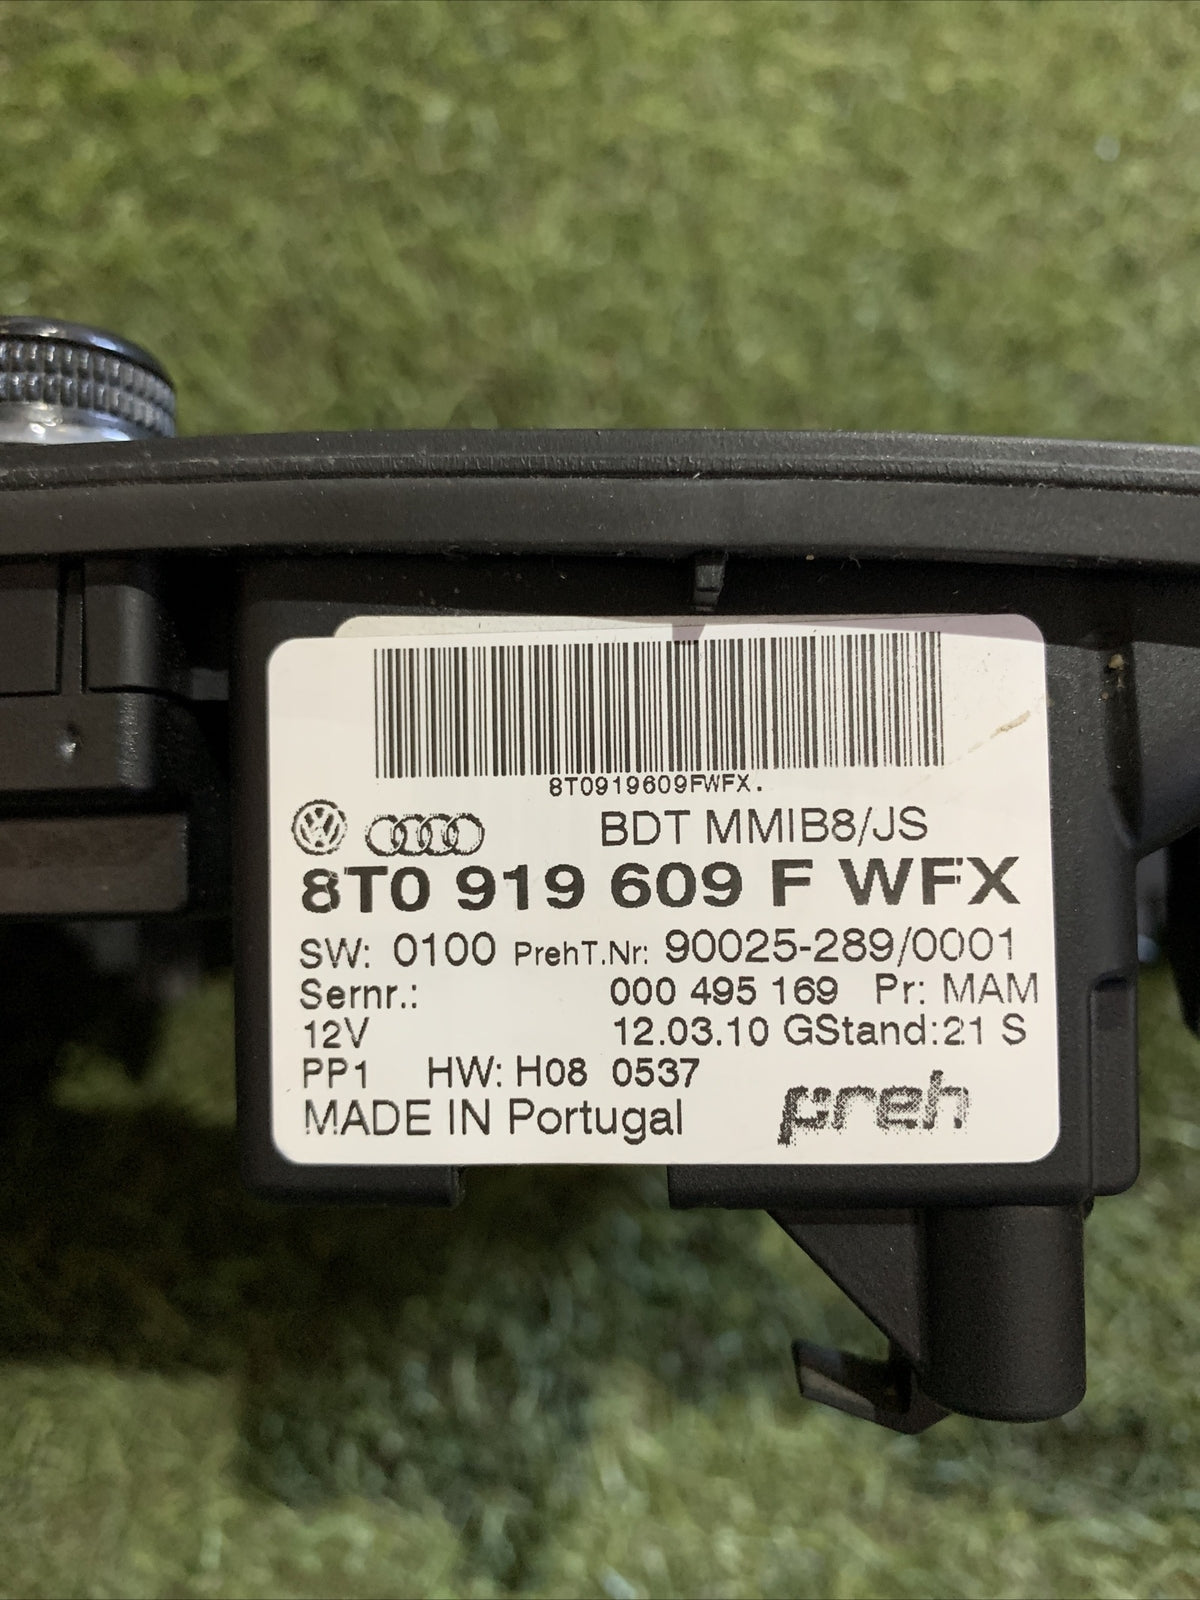 8T0919609FWFX.
BDT MMIB8/JS
8T0 919 609 F WFX
SW: 0100 PrehT.Nr: 90025-289/0001
Sernr.: 000 495 169 Pr: MAM
12V 12.03.10 GStand:21 S
PP1 HW: H08 0537
MADE IN Portugal preh